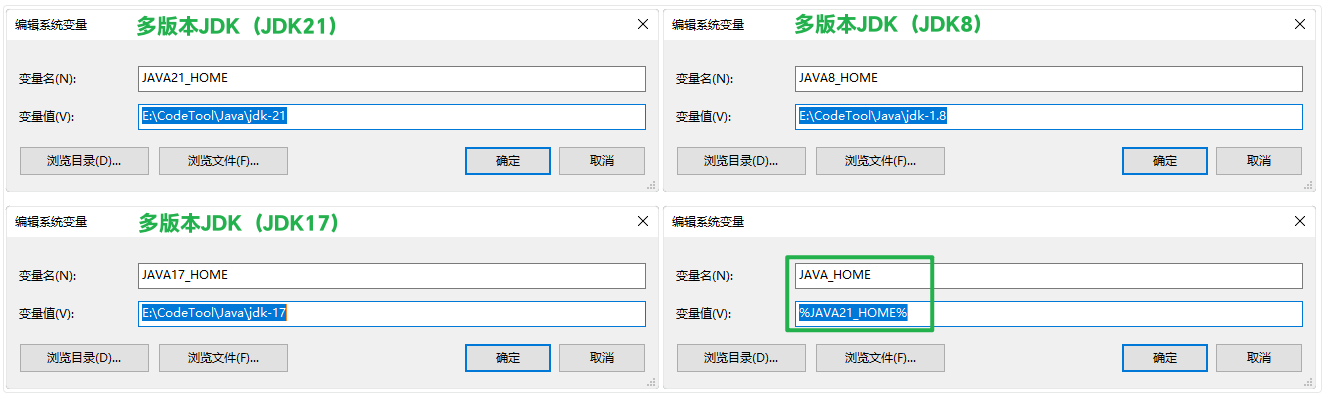 编辑系统变量 多版本JDK（JDK21）
变量名(N): JAVA21_HOME
变量值(V): E:\CodeTool\Java\jdk-21
浏览目录(D)... 浏览文件(F)... 确定 取消
编辑系统变量 多版本JDK（JDK8）
变量名(N): JAVA8_HOME
变量值(V): E:\CodeTool\Java\jdk-1.8
浏览目录(D)... 浏览文件(F)... 确定 取消
编辑系统变量 多版本JDK（JDK17）
变量名(N): JAVA17_HOME
变量值(V): E:\CodeTool\Java\jdk-17
浏览目录(D)... 浏览文件(F)... 确定 取消
编辑系统变量
变量名(N): JAVA_HOME
变量值(V): %JAVA21_HOME%
浏览目录(D)... 浏览文件(F)... 确定 取消